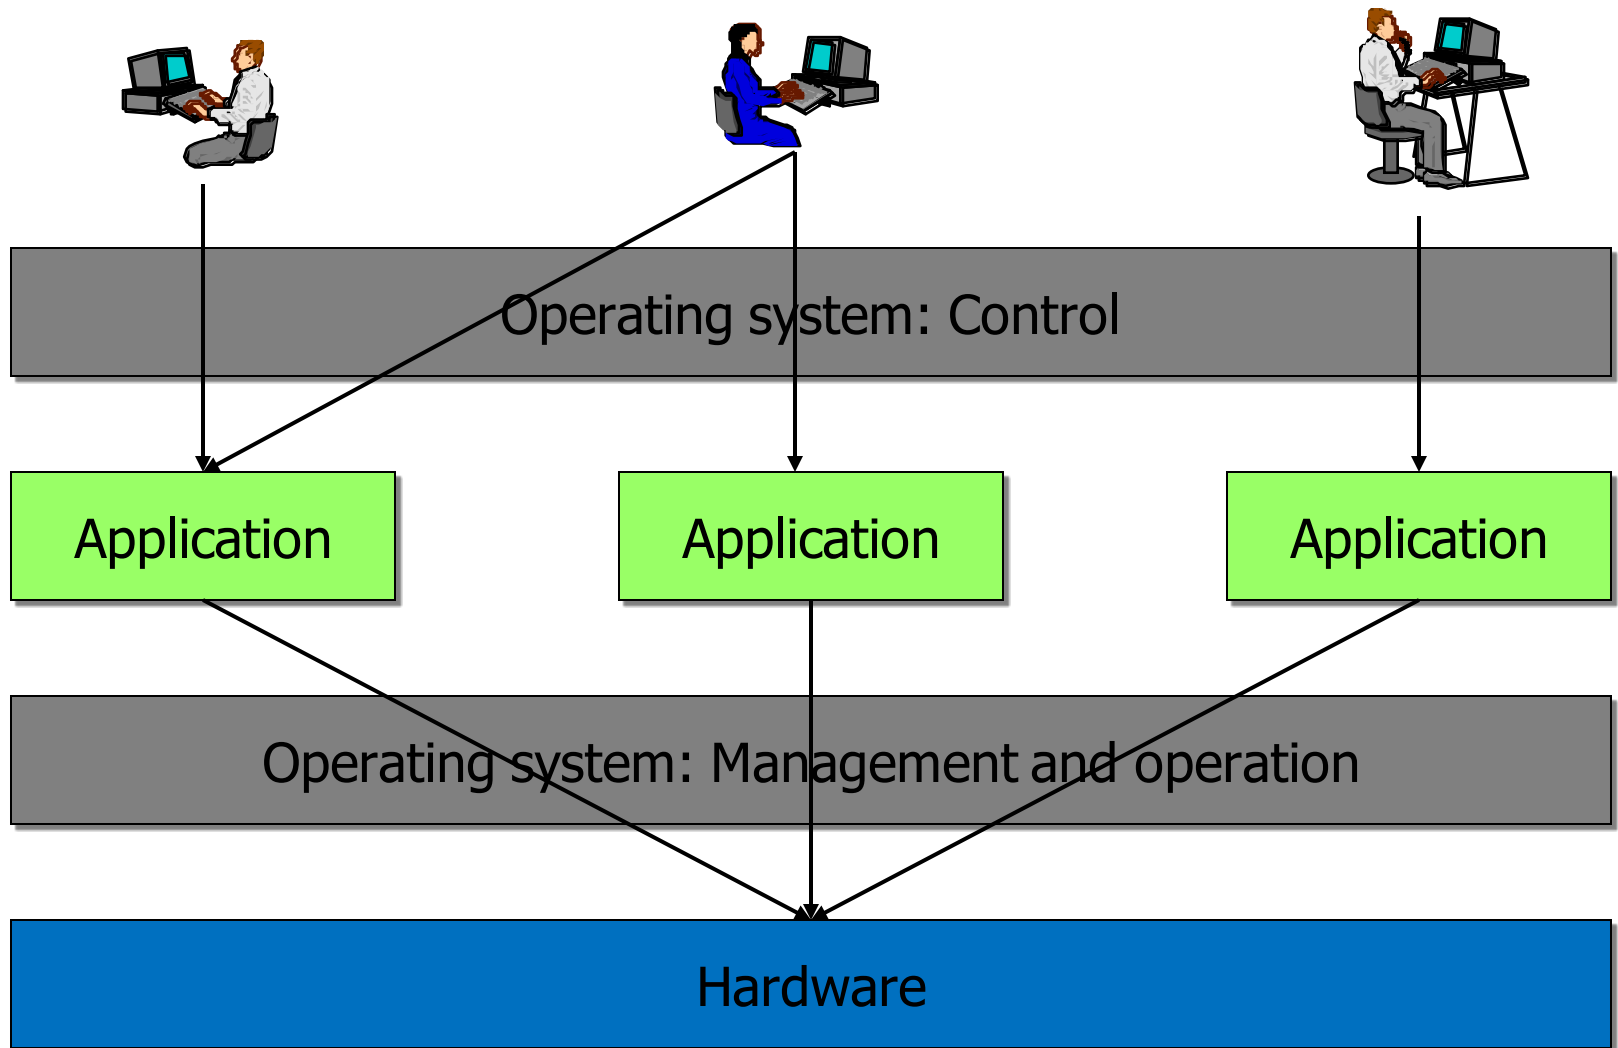 Operating system: Control
Application
Application
Application
Operating system: Management and operation
Hardware